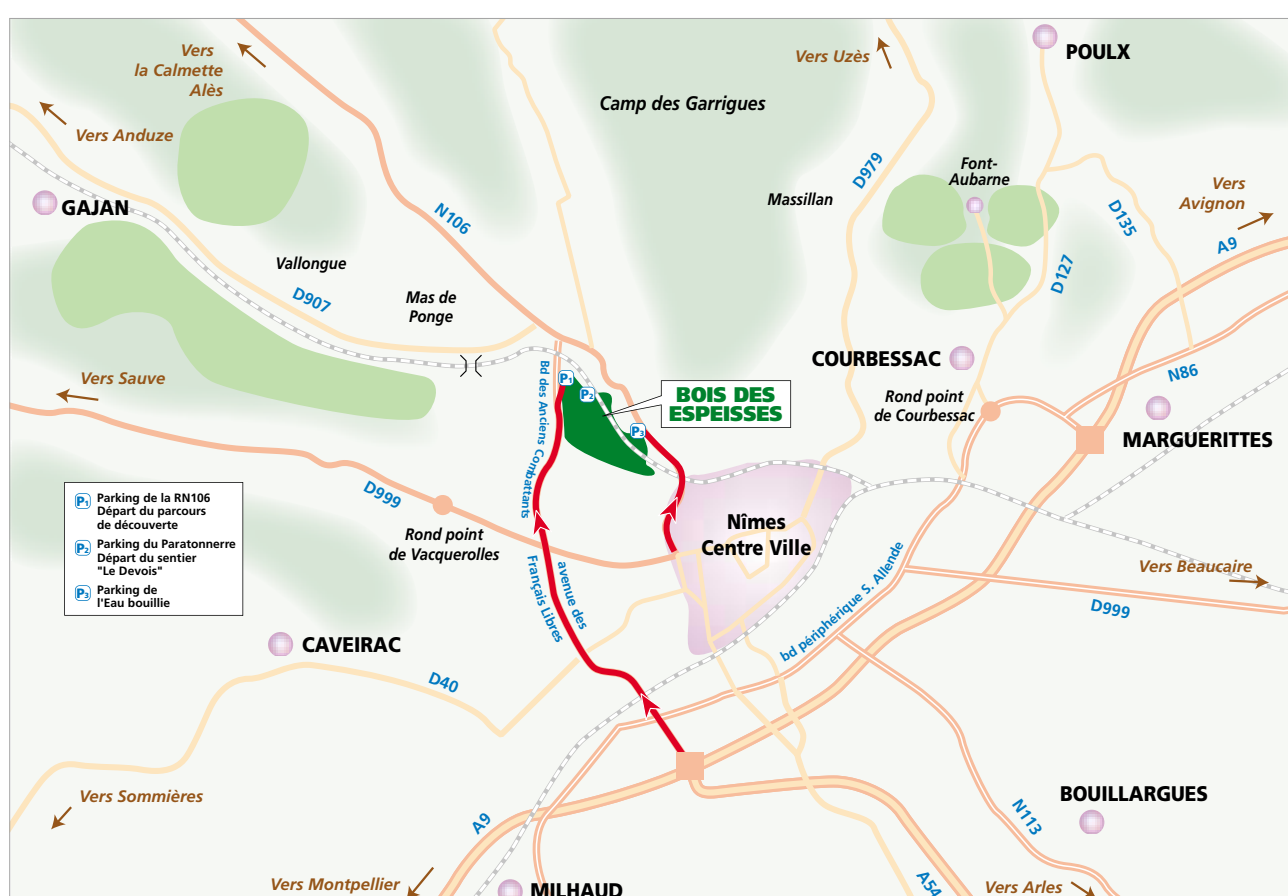 Vers
la Calmette
Alès
Vers Uzès
POULX
Camp des Garrigues
Vers Anduze
D979
Font-
Aubarne
Massillan
Vers
Avignon
GAJAN
N106
D135
A9
Vallongue
D127
D907
Mas de
Ponge
COURBESSAC
Vers Sauve
Bd des Anciens Combattants
P1
P2
P3
BOIS DES
ESPEISSES
Rond point
de Courbessac
N86
MARGUERITTES
P1 Parking de la RN106
Départ du parcours
de découverte
P2 Parking du Paratonnerre
Départ du sentier
"Le Devois"
P3 Parking de
l'Eau bouillie
D999
Rond point
de Vacquerolles
Nîmes
Centre Ville
avenue des
Français Libres
Vers Beaucaire
D999
bd périphérique S. Allende
CAVEIRAC
D40
Vers Sommières
BOUILLARGUES
A9
N113
A54
Vers Montpellier
MILHAUD
Vers Arles